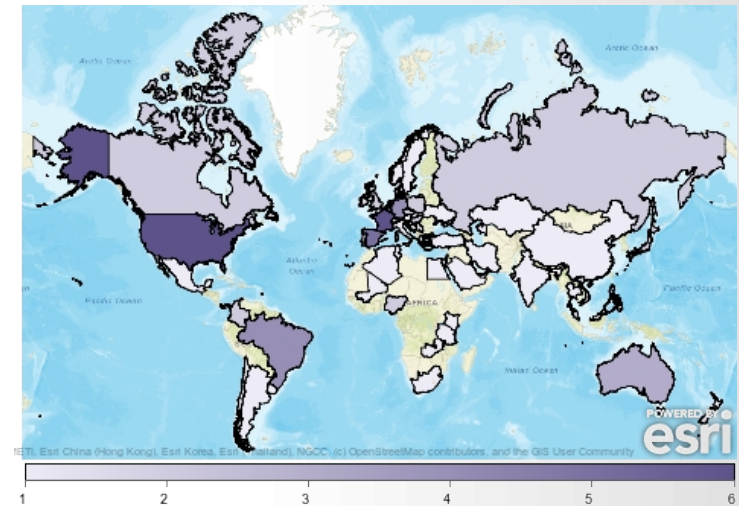 Arctic Ocean
Arctic Ocean
Atlantic
Ocean
Pacific Ocean
AFRICA
Pacific Ocean
Indian Ocean
POWERED BY
esri
Esri China (Hong Kong), Esri Korea, Esri (Thailand), NGCC, (c) OpenStreetMap contributors, and the GIS User Community
1 2 3 4 5 6